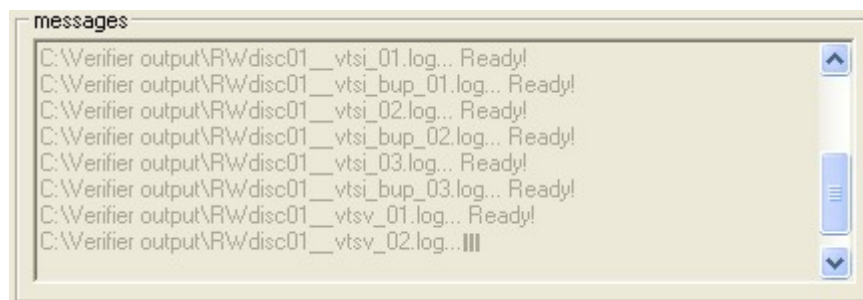 messages
C:\Verifier output\RWdisc01__vtsi_01.log... Ready!
C:\Verifier output\RWdisc01__vtsi_bup_01.log... Ready!
C:\Verifier output\RWdisc01__vtsi_02.log... Ready!
C:\Verifier output\RWdisc01__vtsi_bup_02.log... Ready!
C:\Verifier output\RWdisc01__vtsi_03.log... Ready!
C:\Verifier output\RWdisc01__vtsi_bup_03.log... Ready!
C:\Verifier output\RWdisc01__vtsv_01.log... Ready!
C:\Verifier output\RWdisc01__vtsv_02.log...|||